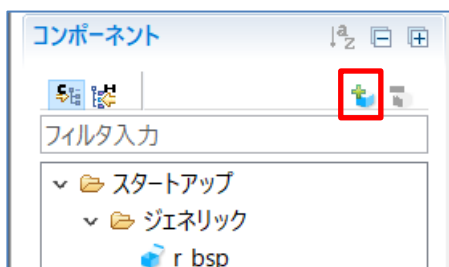 コンポーネント
フィルタ入力
スタートアップ
ジェネリック
r_bsp